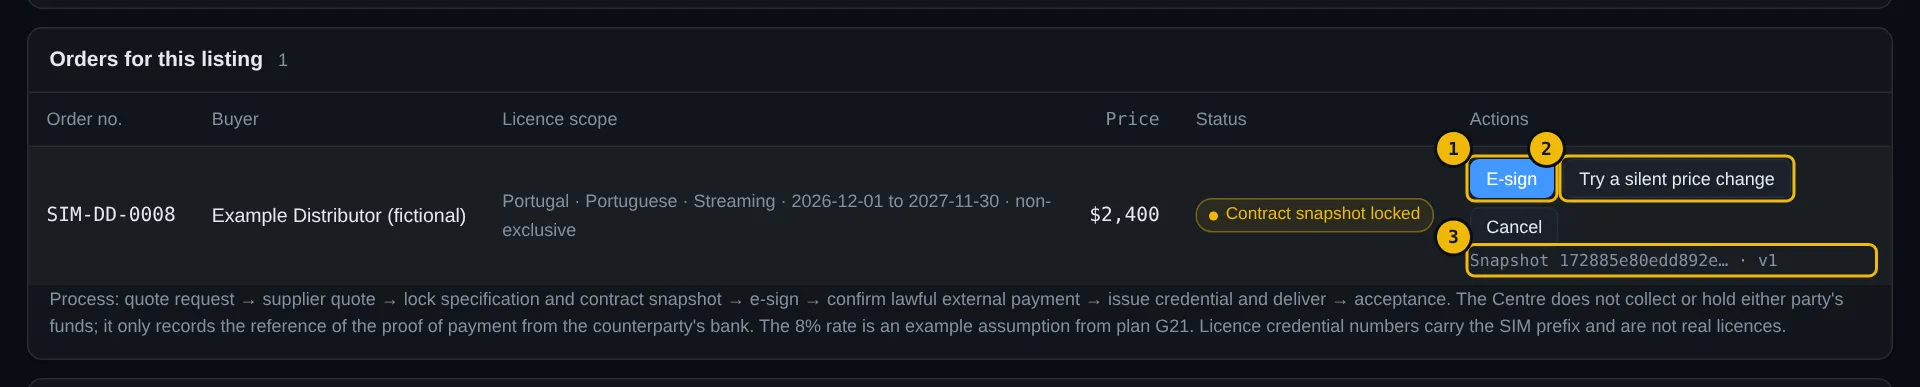 Orders for this listing 1
Order no. Buyer Licence scope Price Status Actions
1 2
E-sign Try a silent price change
SIM-DD-0008 Example Distributor (fictional) Portugal · Portuguese · Streaming · 2026-12-01 to 2027-11-30 · non-
exclusive
$2,400 Contract snapshot locked
Cancel
3
Snapshot 172885e80edd892e… · v1
Process: quote request → supplier quote → lock specification and contract snapshot → e-sign → confirm lawful external payment → issue credential and deliver → acceptance. The Centre does not collect or hold either party's
funds; it only records the reference of the proof of payment from the counterparty's bank. The 8% rate is an example assumption from plan G21. Licence credential numbers carry the SIM prefix and are not real licences.